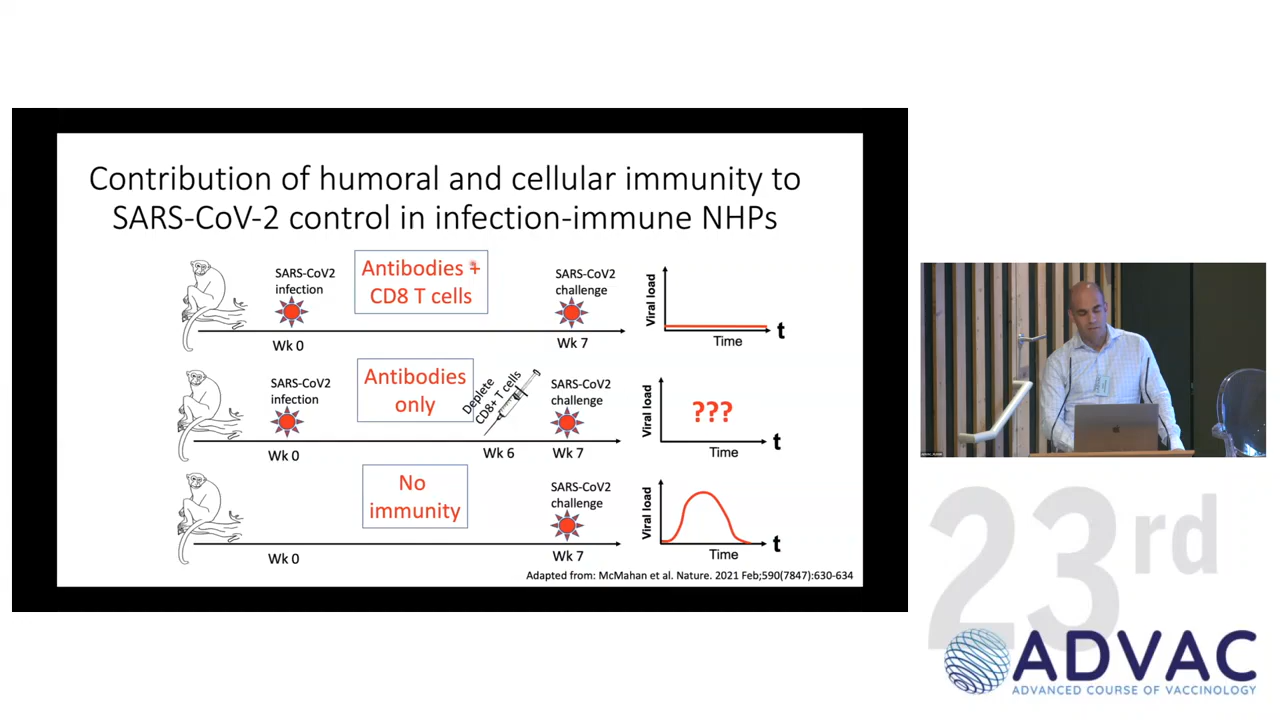 Contribution of humoral and cellular immunity to
SARS-CoV-2 control in infection-immune NHPs
SARS-CoV2
infection
Antibodies +
CD8 T cells
SARS-CoV2
challenge
Wk 0
Wk 7
Viral load
Time
t
SARS-CoV2
infection
Antibodies
only
Deplete
CD8+ T cells
SARS-CoV2
challenge
Wk 0
Wk 6
Wk 7
Viral load
???
Time
t
No
immunity
SARS-CoV2
challenge
Wk 0
Wk 7
Viral load
Time
t
Adapted from: McMahan et al. Nature. 2021 Feb;590(7847):630-634
23rd
ADVAC
ADVANCED COURSE OF VACCINOLOGY